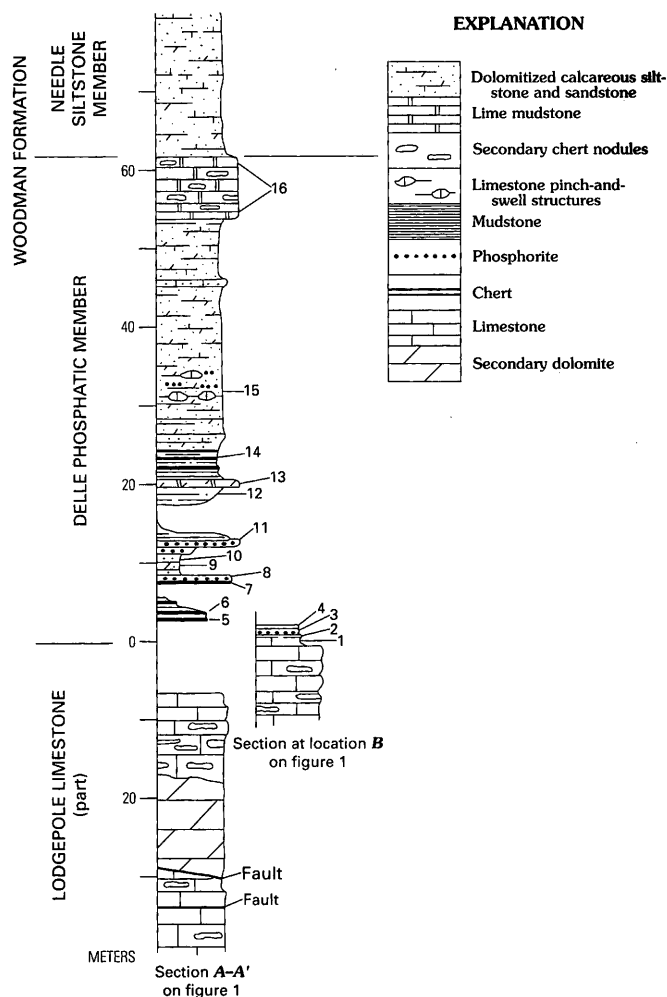 EXPLANATION
Dolomitized calcareous silt-
stone and sandstone
Lime mudstone
Secondary chert nodules
Limestone pinch-and-
swell structures
Mudstone
Phosphorite
Chert
Limestone
Secondary dolomite
WOODMAN FORMATION
NEEDLE
SILTSTONE
MEMBER
DELLE PHOSPHATIC MEMBER
LODGEPOLE LIMESTONE
(part)
60
16
40
15
14
20
13
12
11
10
9
8
7
6
5
0
4
3
2
1
Section at location B
on figure 1
20
Fault
Fault
METERS
Section A–A'
on figure 1